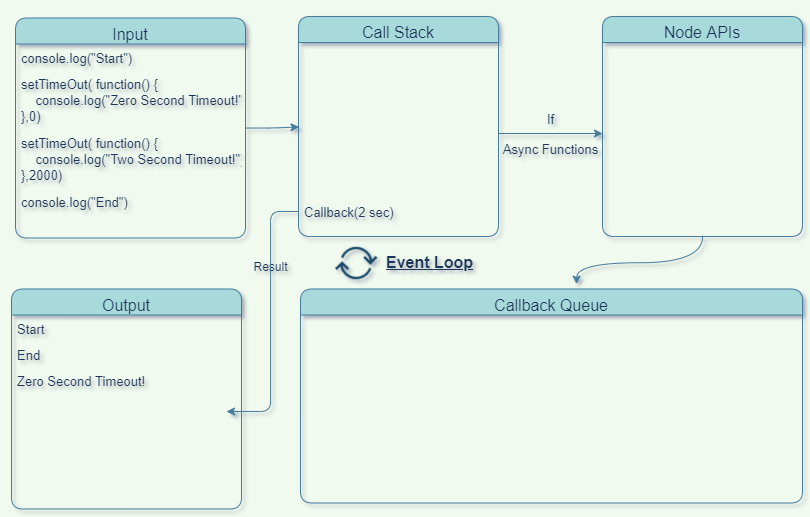 Input
console.log("Start")
setTimeOut( function() {
console.log("Zero Second Timeout!"
},0)
setTimeOut( function() {
console.log("Two Second Timeout!"
},2000)
console.log("End")
Call Stack
Callback(2 sec)
If
Async Functions
Node APIs
Result
Event Loop
Output
Start
End
Zero Second Timeout!
Callback Queue